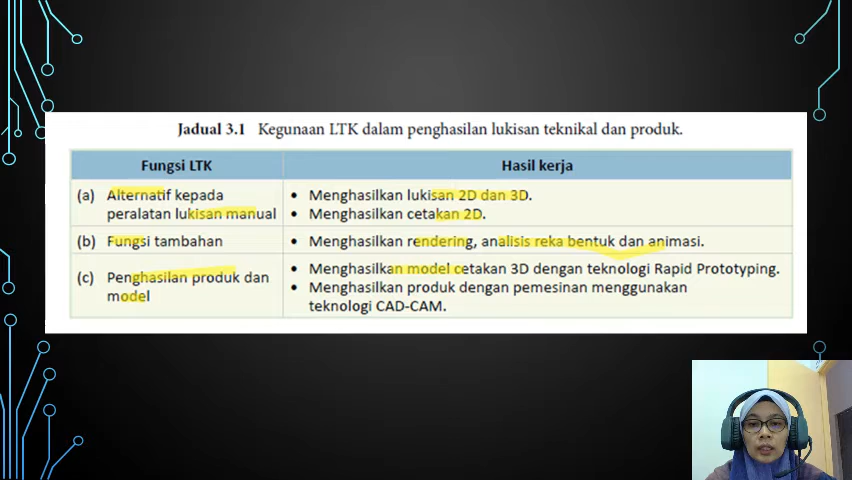 Jadual 3.1 Kegunaan LTK dalam penghasilan lukisan teknikal dan produk.
Fungsi LTK
Hasil kerja
(a) Alternatif kepada
peralatan lukisan manual
• Menghasilkan lukisan 2D dan 3D.
• Menghasilkan cetakan 2D.
(b) Fungsi tambahan
• Menghasilkan rendering, analisis reka bentuk dan animasi.
(c) Penghasilan produk dan
model
• Menghasilkan model cetakan 3D dengan teknologi Rapid Prototyping.
• Menghasilkan produk dengan pemesinan menggunakan
teknologi CAD-CAM.